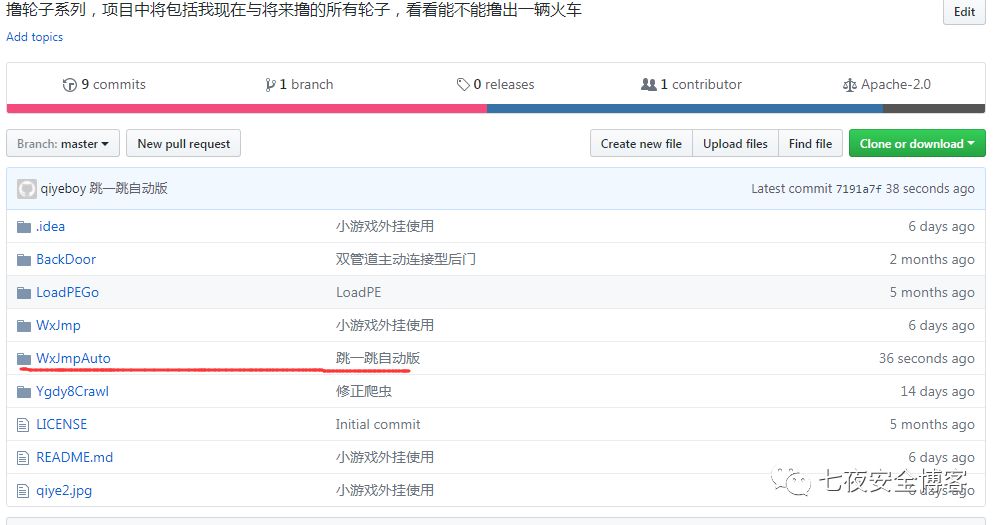 撸轮子系列，项目中将包括我现在与将来撸的所有轮子，看看能不能撸出一辆火车 Edit
Add topics
9 commits 1 branch 0 releases 1 contributor Apache-2.0
Branch: master New pull request Create new file Upload files Find file Clone or download
qiyeboy 跳一跳自动版 Latest commit 7191a7f 38 seconds ago
.idea 小游戏外挂使用 6 days ago
BackDoor 双管道主动连接型后门 2 months ago
LoadPEGo LoadPE 5 months ago
WxJmp 小游戏外挂使用 6 days ago
WxJmpAuto 跳一跳自动版 36 seconds ago
Ygdy8Crawl 修正爬虫 14 days ago
LICENSE Initial commit 5 months ago
README.md 小游戏外挂使用 6 days ago
qiye2.jpg 小游戏外挂使用 6 days ago
七夜安全博客